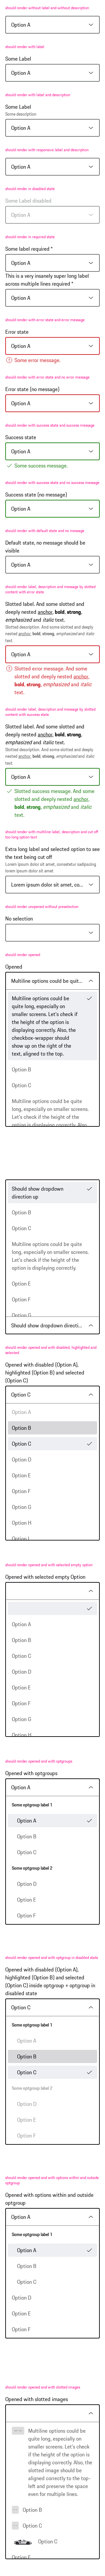 should render without label and without description
Option A
should render with label
Some Label
Option A
should render with label and description
Some Label
Some description
Option A
should render with responsive label and description
Option A
should render in disabled state
Some Label disabled
Option A
should render in required state
Some label required *
Option A
This is a very insanely super long label
across multiple lines required *
Option A
should render with error state and error message
Error state
Option A
Some error message.
should render with error state and no error message
Error state (no message)
Option A
should render with success state and success message
Success state
Option A
Some success message.
should render with success state and no success message
Success state (no message)
Option A
should render with default state and no message
Default state, no message should be
visible
Option A
should render label, description and message by slotted
content with error state
Slotted label. And some slotted and
deeply nested anchor, bold, strong,
emphasized and italic text.
Slotted description. And some slotted and deeply
nested anchor, bold, strong, emphasized and italic
text.
Option A
Slotted error message. And some
slotted and deeply nested anchor,
bold, strong, emphasized and italic
text.
should render label, description and message by slotted
content with success state
Slotted label. And some slotted and
deeply nested anchor, bold, strong,
emphasized and italic text.
Slotted description. And some slotted and deeply
nested anchor, bold, strong, emphasized and italic
text.
Option A
Slotted success message. And some
slotted and deeply nested anchor,
bold, strong, emphasized and italic
text.
should render with multiline label, description and cut off
too long option text
Extra long label and selected option to see
the text being cut off
Lorem ipsum dolor sit amet, consectetur sadipscing
lorem ipsum dolor sit amet
Lorem ipsum dolor sit amet, co...
should render without preselection
No selection
should render opened
Opened
Multiline options could be quit...
Multiline options could be
quite long, especially on
smaller screens. Let's check if
the height of the option is
displaying correctly. Also, the
checkbox-wrapper should
show up on the right of the
text, aligned to the top.
Option B
Option C
Multiline options could be
quite long, especially on
smaller screens. Let's check if
the height of the option is
displaying correctly. Also, the
Should show dropdown
direction up
Option B
Option C
Multiline options could be quite
long, especially on smaller
screens. Let's check if the
height of the option is
displaying correctly.
Option E
Option F
Option G
Should show dropdown directi...
should render opened and with disabled, highlighted and
selected
Opened with disabled (Option A),
highlighted (Option B) and selected
(Option C)
Option C
Option A
Option B
Option C
Option D
Option E
Option F
Option G
Option H
Option I
should render opened and with selected empty option
Opened with selected empty Option
Option A
Option B
Option C
Option D
Option E
Option F
Option G
Option H
should render opened and with optgroups
Opened with optgroups
Option A
Some optgroup label 1
Option A
Option B
Option C
Some optgroup label 2
Option D
Option E
Option F
should render opened and with optgroup in disabled state
Opened with disabled (Option A),
highlighted (Option B) and selected
(Option C) inside optgroup + optgroup in
disabled state
Option C
Some optgroup label 1
Option A
Option B
Option C
Some optgroup label 2
Option D
Option E
Option F
should render opened and with options within and outside
optgroup
Opened with options within and outside
optgroup
Option A
Some optgroup label 1
Option A
Option B
Option C
Option D
Option E
Option F
should render opened and with slotted images
Opened with slotted images
Multiline options could be
quite long, especially on
smaller screens. Let's check
if the height of the option is
displaying correctly. Also, the
slotted image should be
aligned correctly to the top-
left and preserve the space
even for multiple lines.
Option B
Option C
Option C
Option E